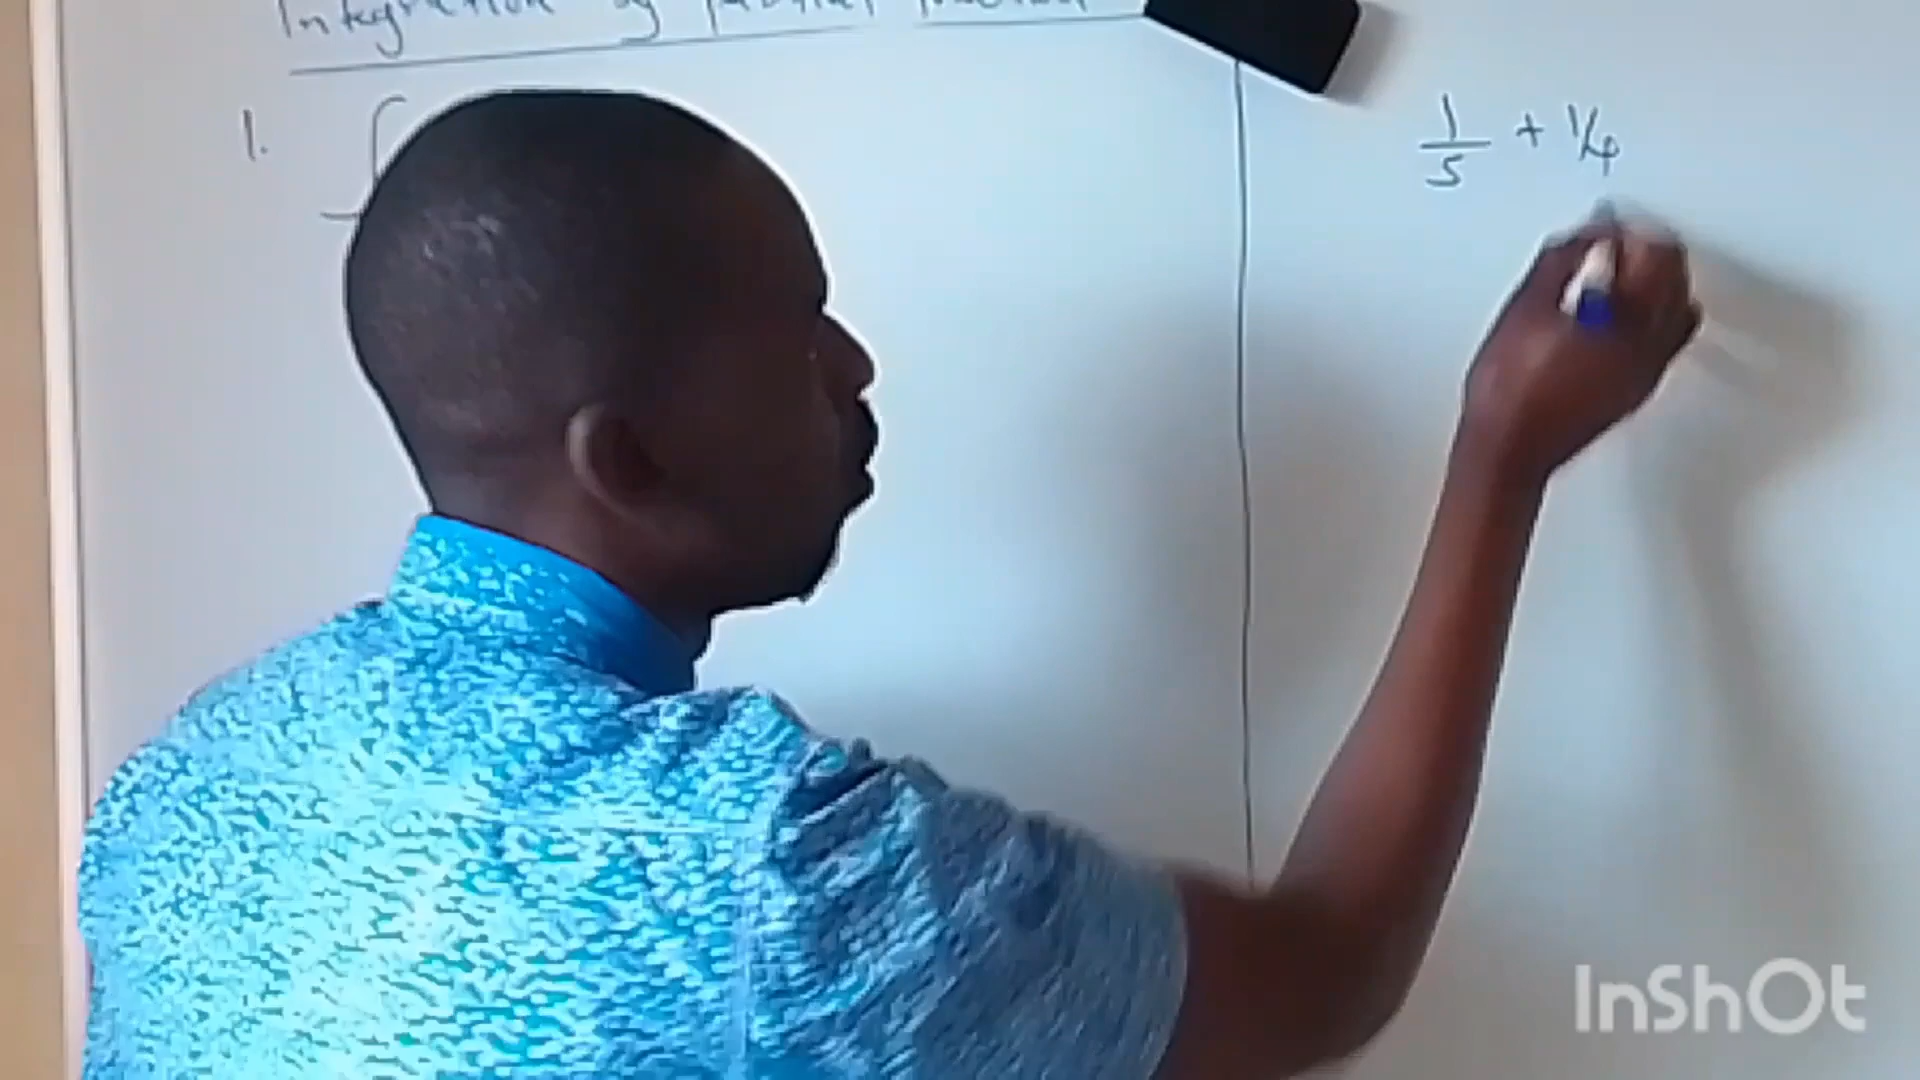 Integration by partial fraction
1. ∫
1/5 + 1/4
InShOt